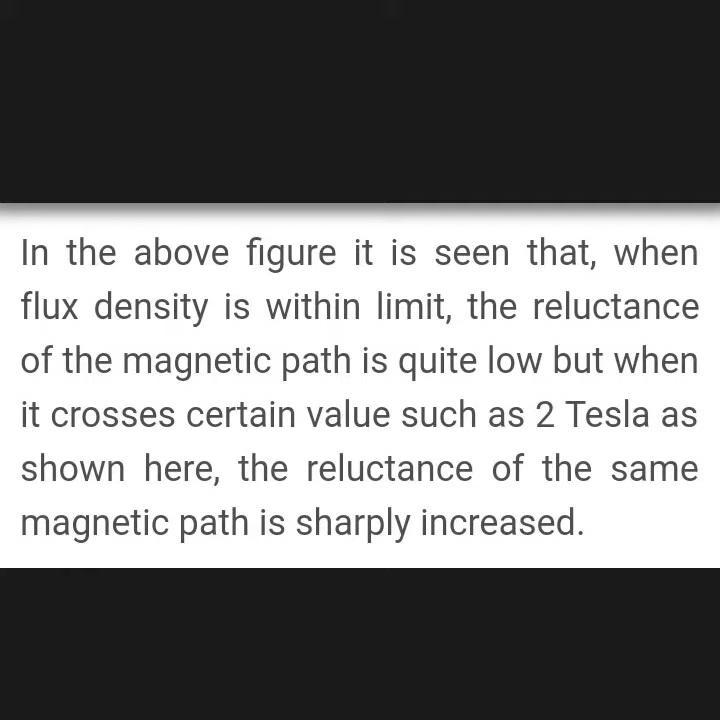 In the above figure it is seen that, when
flux density is within limit, the reluctance
of the magnetic path is quite low but when
it crosses certain value such as 2 Tesla as
shown here, the reluctance of the same
magnetic path is sharply increased.